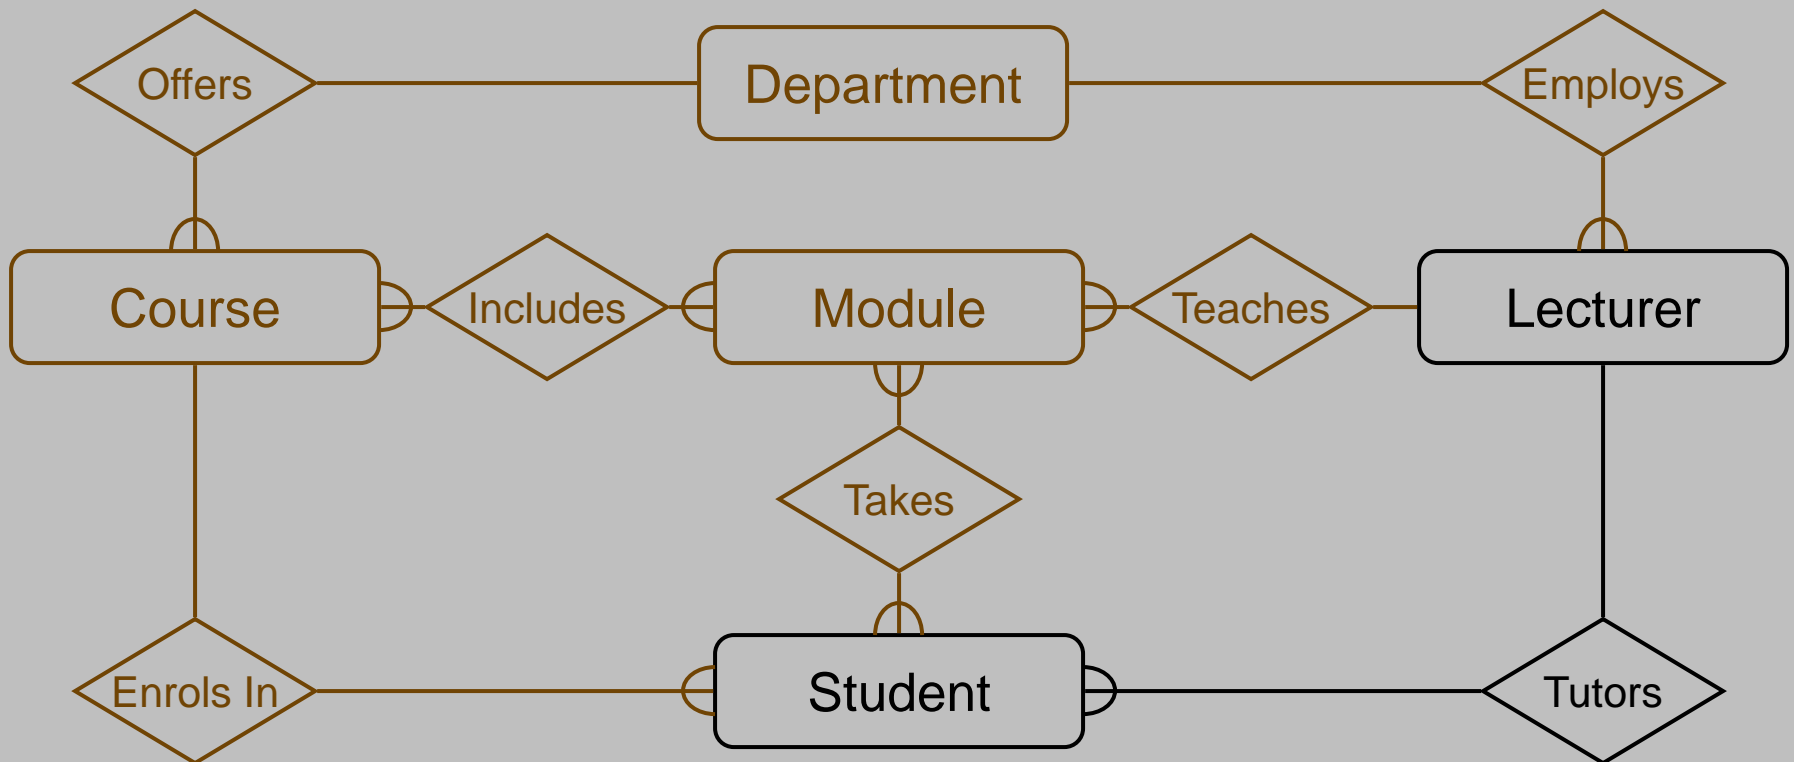 Offers
Department
Employs
Course
Includes
Module
Teaches
Lecturer
Takes
Enrols In
Student
Tutors